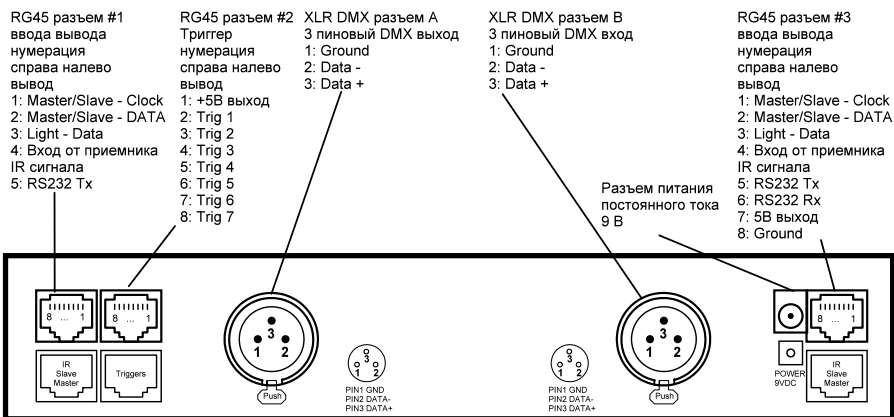 RG45 разъем #1
ввода вывода
нумерация
справа налево
вывод
1: Master/Slave - Clock
2: Master/Slave - DATA
3: Light - Data
4: Вход от приемника
IR сигнала
5: RS232 Tx
RG45 разъем #2
Триггер
нумерация
справа налево
вывод
1: +5В выход
2: Trig 1
3: Trig 2
4: Trig 3
5: Trig 4
6: Trig 5
7: Trig 6
8: Trig 7
XLR DMX разъем A
3 пиновый DMX выход
1: Ground
2: Data -
3: Data +
XLR DMX разъем B
3 пиновый DMX вход
1: Ground
2: Data -
3: Data +
Разъем питания
постоянного тока
9 В
RG45 разъем #3
ввода вывода
нумерация
справа налево
вывод
1: Master/Slave - Clock
2: Master/Slave - DATA
3: Light - Data
4: Вход от приемника
IR сигнала
5: RS232 Tx
6: RS232 Rx
7: 5В выход
8: Ground
8 ... 1
8 ... 1
3
1 2
3
1 2
8 ... 1
IR
Slave
Master
Triggers
Push
3
1 2
PIN1 GND
PIN2 DATA-
PIN3 DATA+
3
1 2
PIN1 GND
PIN2 DATA-
PIN3 DATA+
Push
POWER
9VDC
IR
Slave
Master